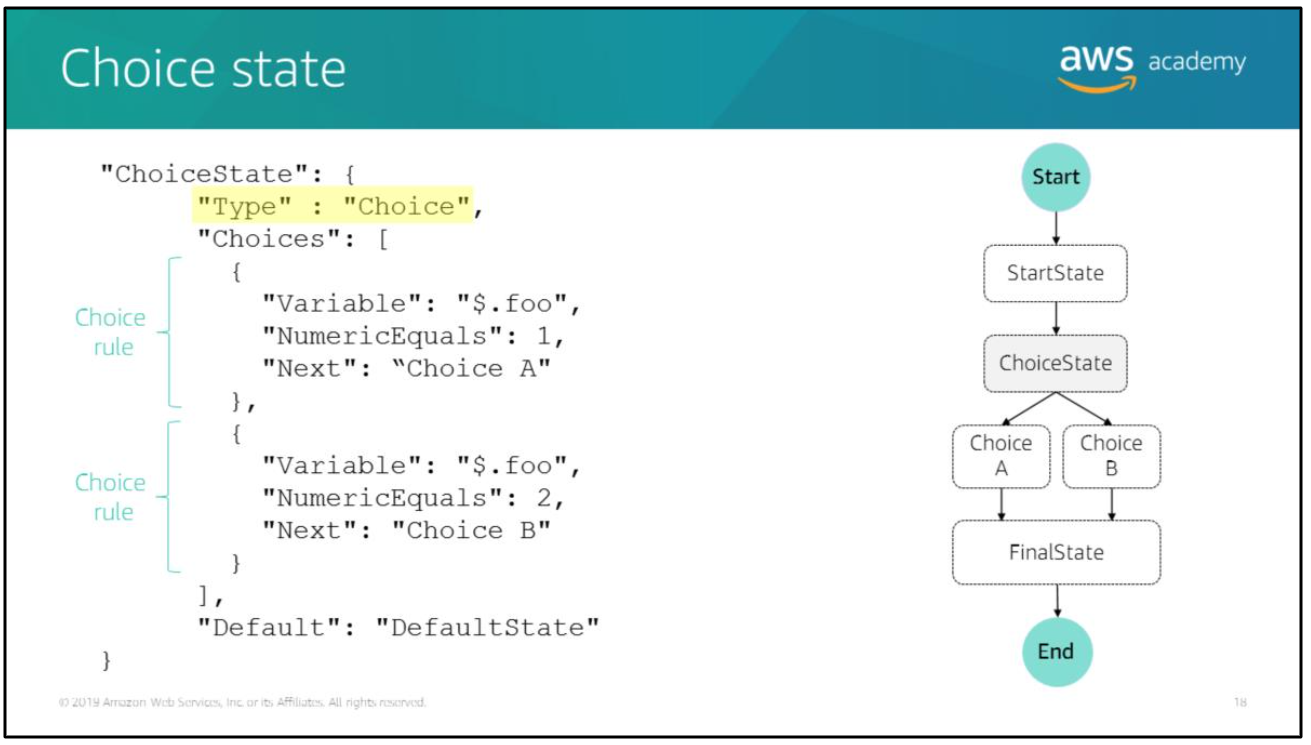 Choice state
aws academy
"ChoiceState": {
"Type" : "Choice",
"Choices": [
{
"Variable": "$.foo",
"NumericEquals": 1,
"Next": “Choice A"
},
{
"Variable": "$.foo",
"NumericEquals": 2,
"Next": "Choice B"
}
],
"Default": "DefaultState"
}
Choice
rule
Choice
rule
Start
StartState
ChoiceState
Choice
A
Choice
B
FinalState
End
© 2019 Amazon Web Services, Inc. or its Affiliates. All rights reserved.
18